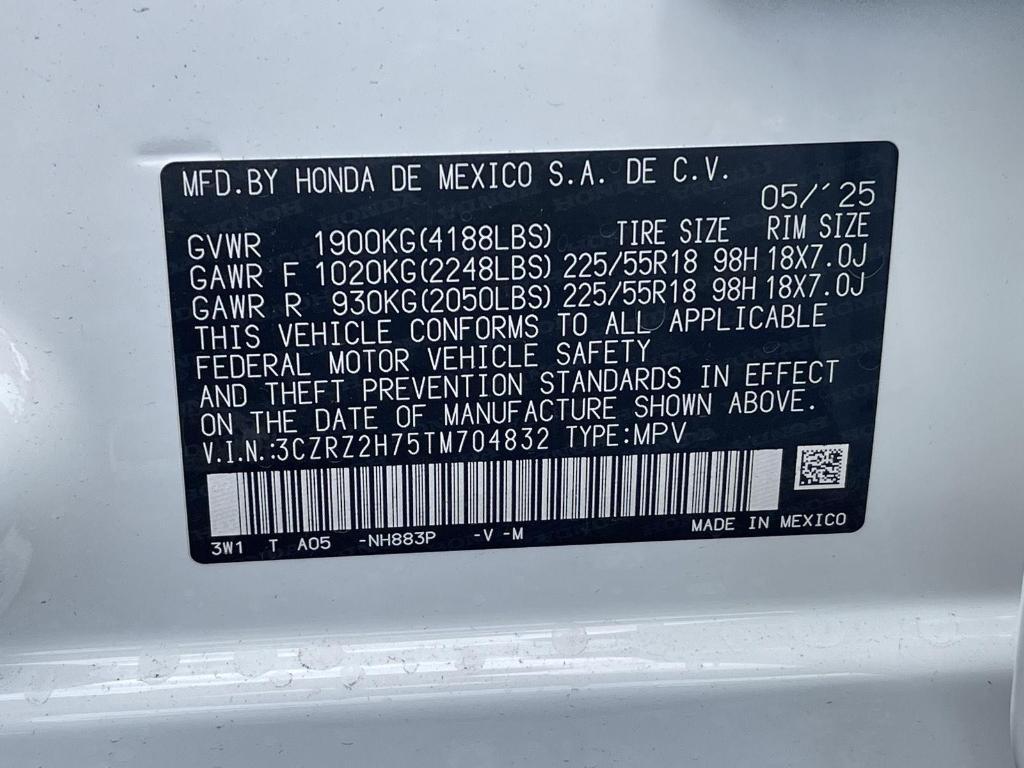 MFD.BY HONDA DE MEXICO S.A. DE C.V.
05/´25
GVWR 1900KG(4188LBS) TIRE SIZE RIM SIZE
GAWR F 1020KG(2248LBS) 225/55R18 98H 18X7.0J
GAWR R 930KG(2050LBS) 225/55R18 98H 18X7.0J
THIS VEHICLE CONFORMS TO ALL APPLICABLE
FEDERAL MOTOR VEHICLE SAFETY
AND THEFT PREVENTION STANDARDS IN EFFECT
ON THE DATE OF MANUFACTURE SHOWN ABOVE.
V.I.N.:3CZRZ2H75TM704832 TYPE:MPV
3W1 T A05 -NH883P -V -M MADE IN MEXICO